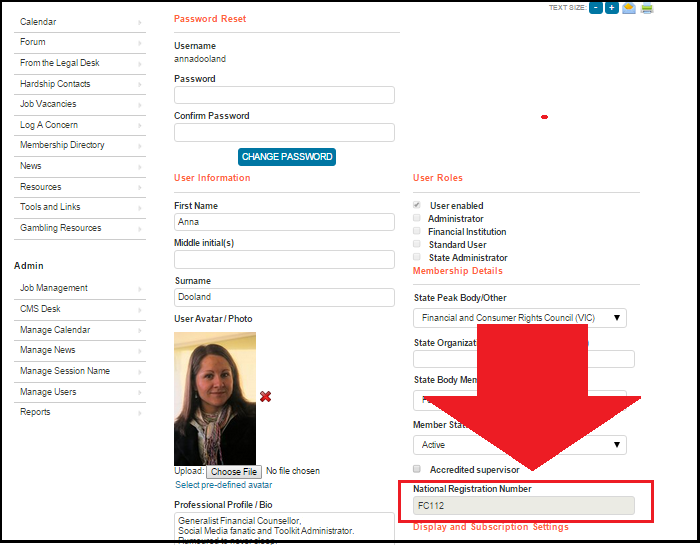 TEXT SIZE: - +
Calendar
Forum
From the Legal Desk
Hardship Contacts
Job Vacancies
Log A Concern
Membership Directory
News
Resources
Tools and Links
Gambling Resources
Admin
Job Management
CMS Desk
Manage Calendar
Manage News
Manage Session Name
Manage Users
Reports
Password Reset
Username
annadooland
Password
Confirm Password
CHANGE PASSWORD
User Information
First Name
Anna
Middle initial(s)
Surname
Dooland
User Avatar / Photo
Upload: Choose File No file chosen
Select pre-defined avatar
Professional Profile / Bio
Generalist Financial Counsellor,
Social Media fanatic and Toolkit Administrator.
Rumoured to never sleep.
User Roles
User enabled
Administrator
Financial Institution
Standard User
State Administrator
Membership Details
State Peak Body/Other
Financial and Consumer Rights Council (VIC)
State Organizat
State Body Mem
Member Stat
Active
Accredited supervisor
National Registration Number
FC112
Display and Subscription Settings